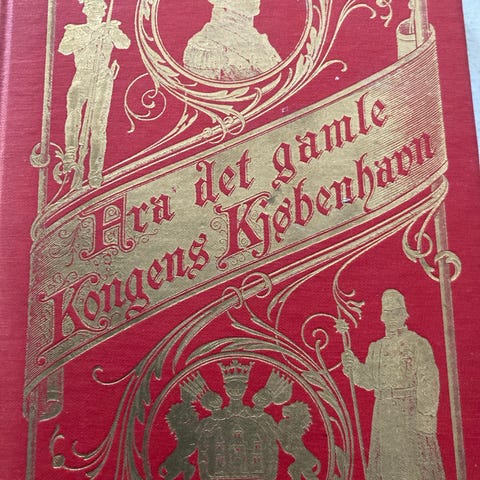 Fra det gamle
Kongens Kjøbenhavn